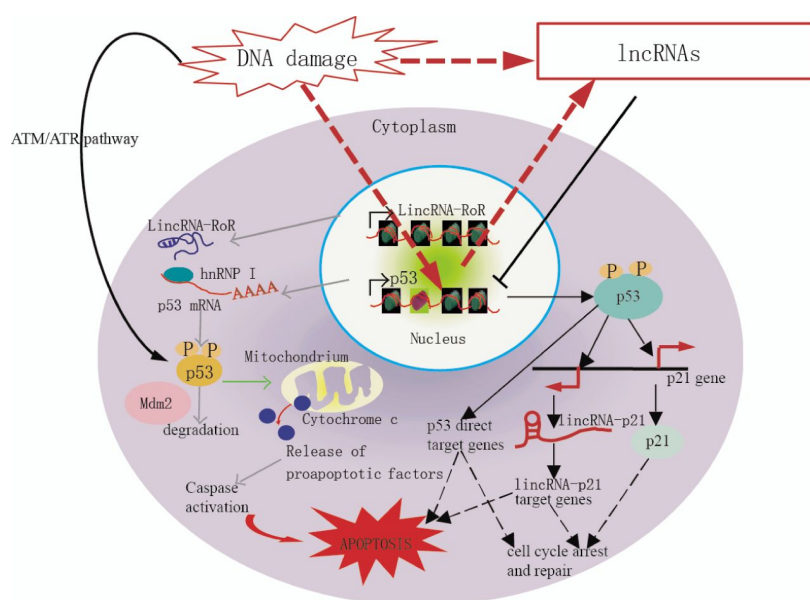 DNA damage
lncRNAs
Cytoplasm
ATM/ATR pathway
LincRNA-RoR
LincRNA-RoR
hnRNP I
AAAA
p53 mRNA
p53
Nucleus
P P
p53
P P
p53
Mdm2
degradation
Mitochondrium
Cytochrome c
p21 gene
lincRNA-p21
p21
p53 direct
target genes
Release of
proapoptotic factors
lincRNA-p21
target genes
Caspase
activation
APOPTOSIS
cell cycle arrest
and repair